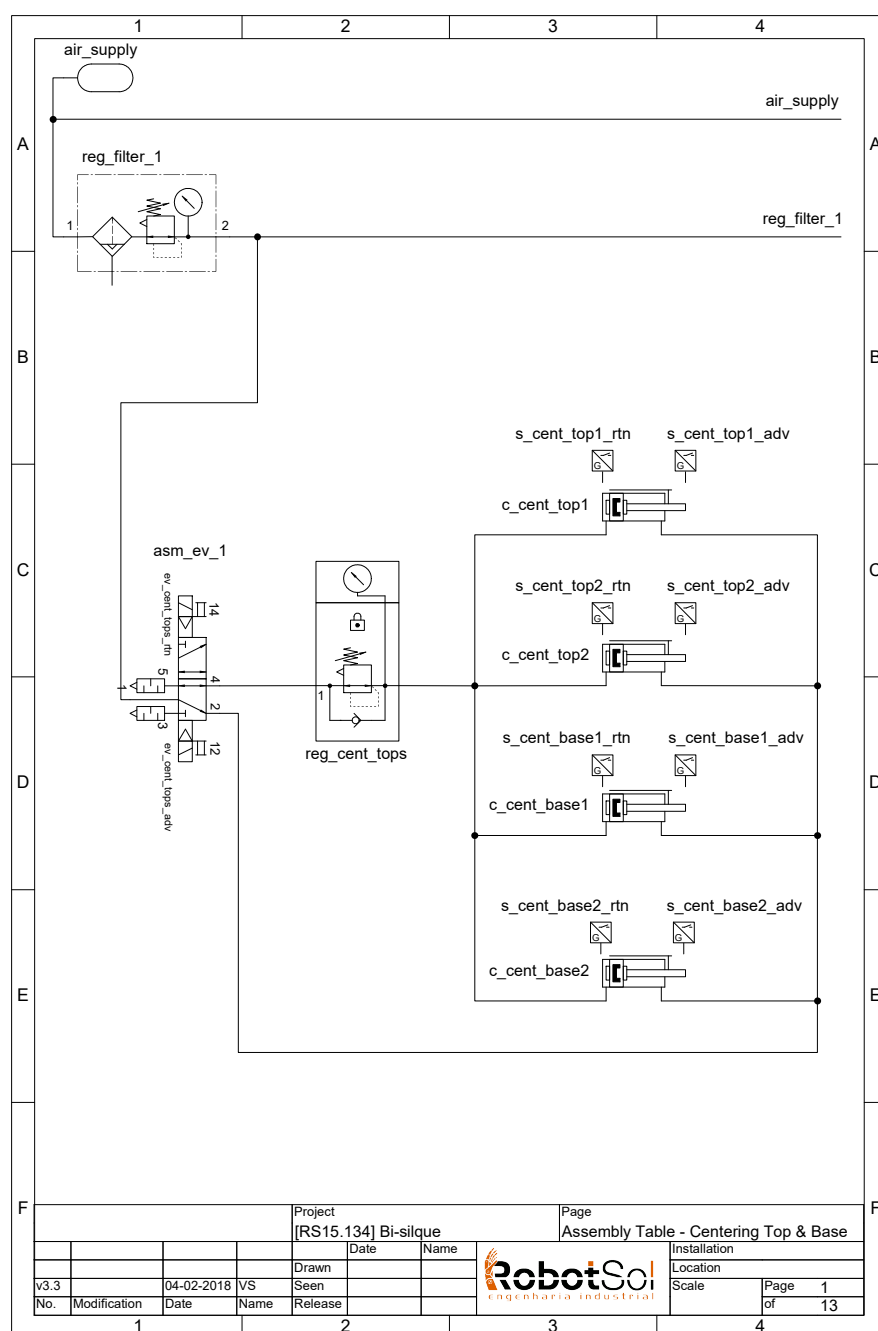 1 2 3 4
air_supply
air_supply
A A
reg_filter_1
1 2
reg_filter_1
B B
s_cent_top1_rtn s_cent_top1_adv
G G
c_cent_top1
asm_ev_1
C C
ev_cent_tops_rtn
14
s_cent_top2_rtn s_cent_top2_adv
G G
c_cent_top2
5 4
1
1
3 2
12
ev_cent_tops_adv
reg_cent_tops
s_cent_base1_rtn s_cent_base1_adv
G G
D D
c_cent_base1
s_cent_base2_rtn s_cent_base2_adv
G G
c_cent_base2
E E
F F
Project Page
[RS15.134] Bi-silque Assembly Table - Centering Top & Base
Date Name
RobotSol
engenharia industrial
Installation
Drawn Location
v3.3 04-02-2018 VS Seen Scale Page 1
No. Modification Date Name Release of 13
1 2 3 4